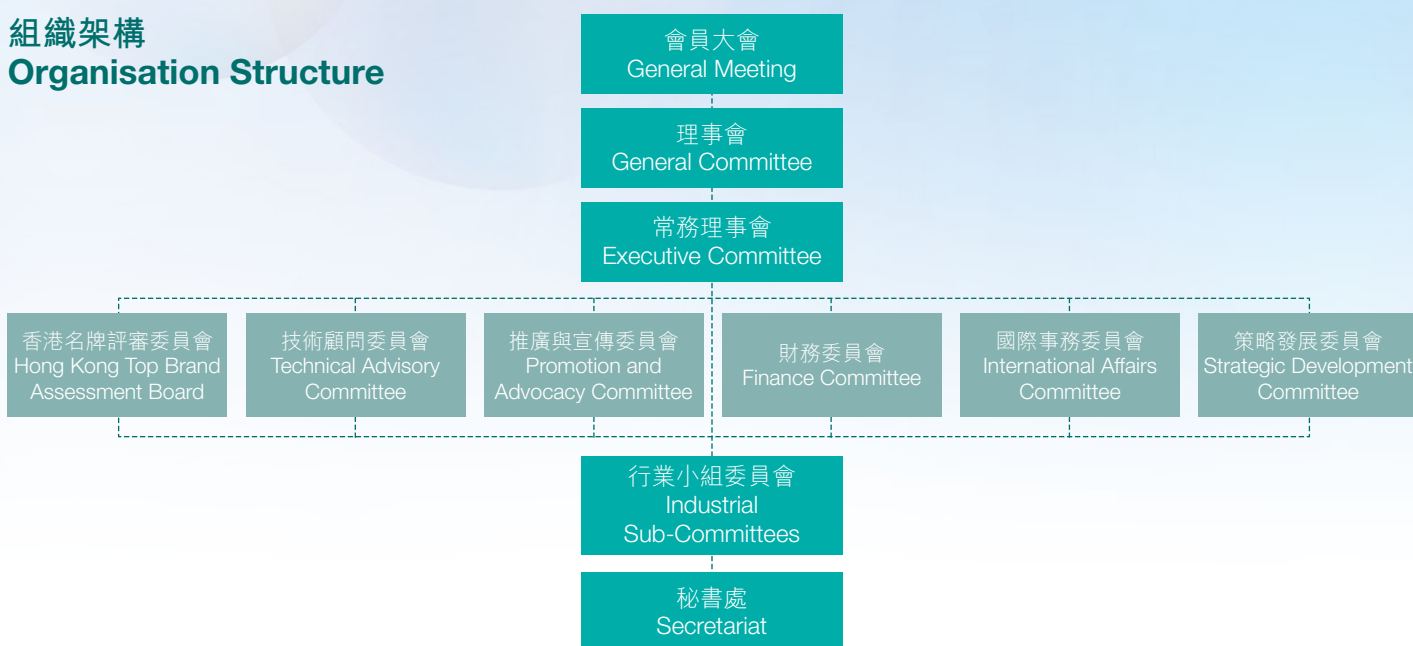 組織架構
Organisation Structure
會員大會
General Meeting
理事會
General Committee
常務理事會
Executive Committee
香港名牌評審委員會
Hong Kong Top Brand
Assessment Board
技術顧問委員會
Technical Advisory
Committee
推廣與宣傳委員會
Promotion and
Advocacy Committee
財務委員會
Finance Committee
國際事務委員會
International Affairs
Committee
策略發展委員會
Strategic Development
Committee
行業小組委員會
Industrial
Sub-Committees
秘書處
Secretariat